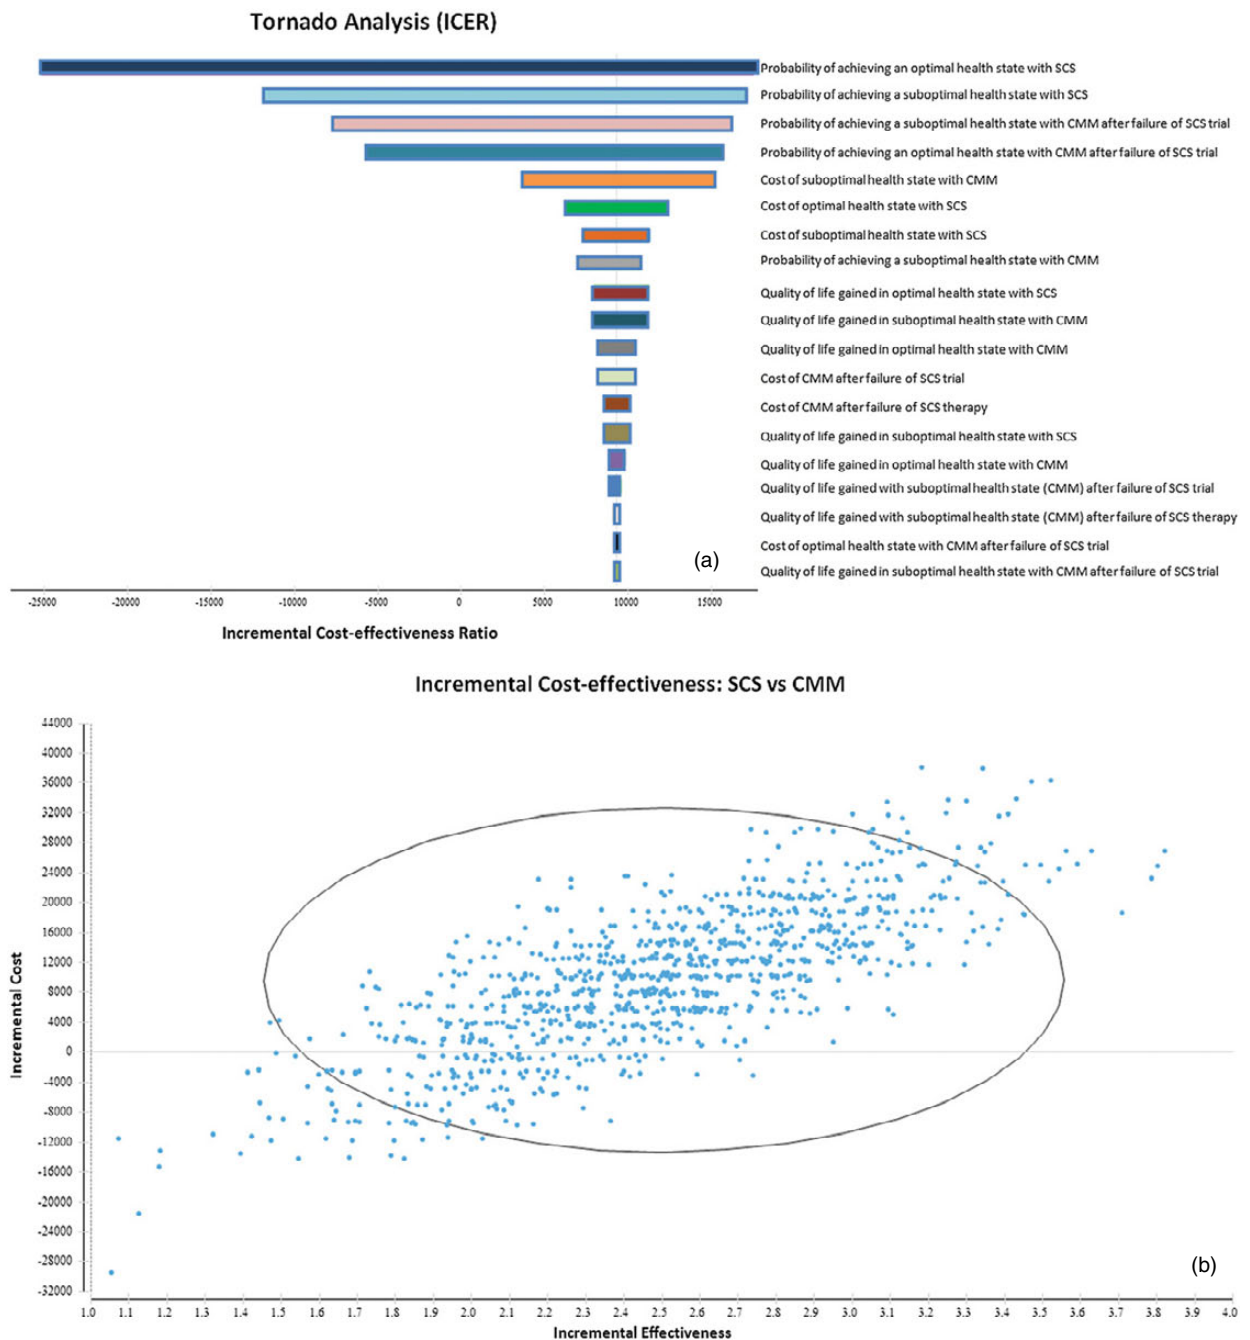 Tornado Analysis (ICER)
Probability of achieving an optimal health state with SCS
Probability of achieving a suboptimal health state with SCS
Probability of achieving a suboptimal health state with CMM after failure of SCS trial
Probability of achieving an optimal health state with CMM after failure of SCS trial
Cost of suboptimal health state with CMM
Cost of optimal health state with SCS
Cost of suboptimal health state with SCS
Probability of achieving a suboptimal health state with CMM
Quality of life gained in optimal health state with SCS
Quality of life gained in suboptimal health state with CMM
Quality of life gained in optimal health state with CMM
Cost of CMM after failure of SCS trial
Cost of CMM after failure of SCS therapy
Quality of life gained in suboptimal health state with SCS
Quality of life gained in optimal health state with CMM
Quality of life gained with suboptimal health state (CMM) after failure of SCS trial
Quality of life gained with suboptimal health state (CMM) after failure of SCS therapy
Cost of optimal health state with CMM after failure of SCS trial
(a)
Quality of life gained in suboptimal health state with CMM after failure of SCS trial
-25000 -20000 -15000 -10000 -5000 0 5000 10000 15000
Incremental Cost-effectiveness Ratio
Incremental Cost-effectiveness: SCS vs CMM
44000
40000
36000
32000
28000
24000
20000
16000
12000
8000
4000
0
-4000
-8000
-12000
-16000
-20000
-24000
-28000
-32000
Incremental Cost
(b)
1.0 1.1 1.2 1.3 1.4 1.5 1.6 1.7 1.8 1.9 2.0 2.1 2.2 2.3 2.4 2.5 2.6 2.7 2.8 2.9 3.0 3.1 3.2 3.3 3.4 3.5 3.6 3.7 3.8 3.9 4.0
Incremental Effectiveness